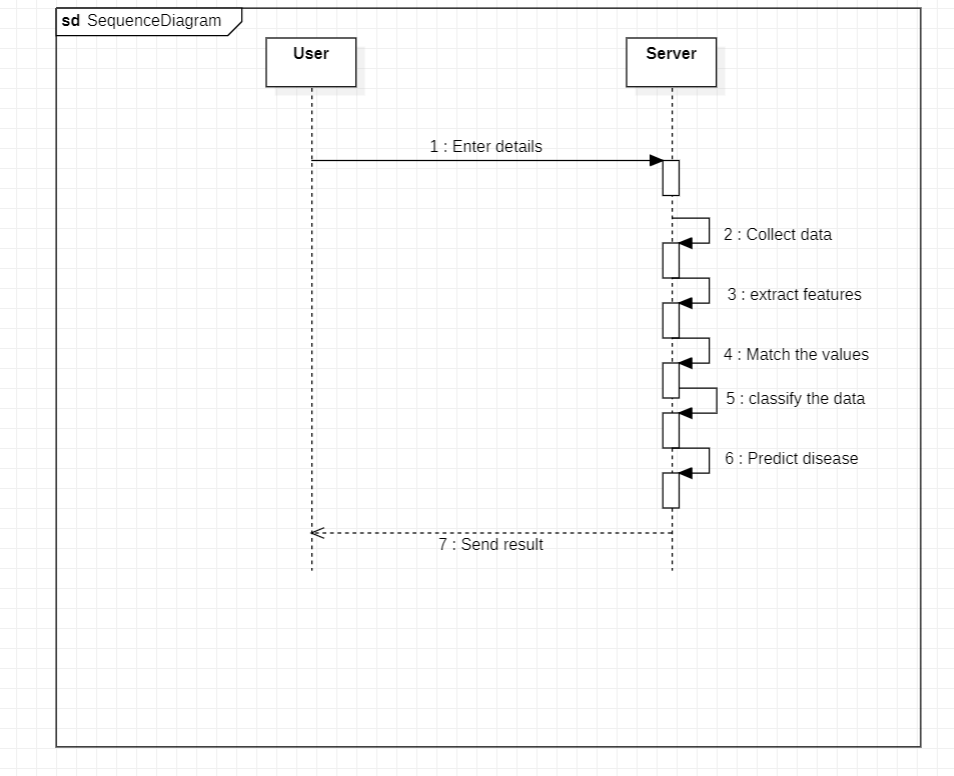 sd SequenceDiagram
User
Server
1 : Enter details
2 : Collect data
3 : extract features
4 : Match the values
5 : classify the data
6 : Predict disease
7 : Send result